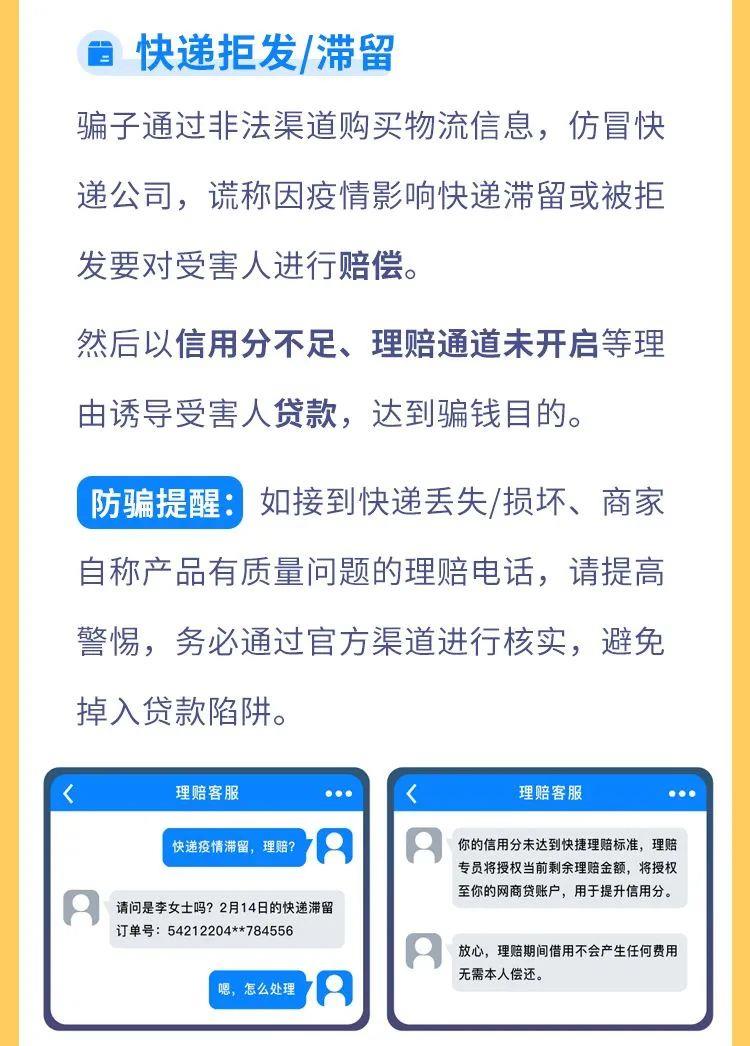 快递拒发/滞留
骗子通过非法渠道购买物流信息，仿冒快
递公司，谎称因疫情影响快递滞留或被拒
发要对受害人进行赔偿。
然后以信用分不足、理赔通道未开启等理
由诱导受害人贷款，达到骗钱目的。
防骗提醒：如接到快递丢失/损坏、商家
自称产品有质量问题的理赔电话，请提高
警惕，务必通过官方渠道进行核实，避免
掉入贷款陷阱。
理赔客服
快递疫情滞留，理赔？
请问是李女士吗？2月14日的快递滞留
订单号：54212204**784556
嗯，怎么处理
理赔客服
你的信用分未达到快捷理赔标准，理赔
专员将授权当前剩余理赔金额，将授权
至你的网商贷账户，用于提升信用分。
放心，理赔期间借用不会产生任何费用
无需本人偿还。